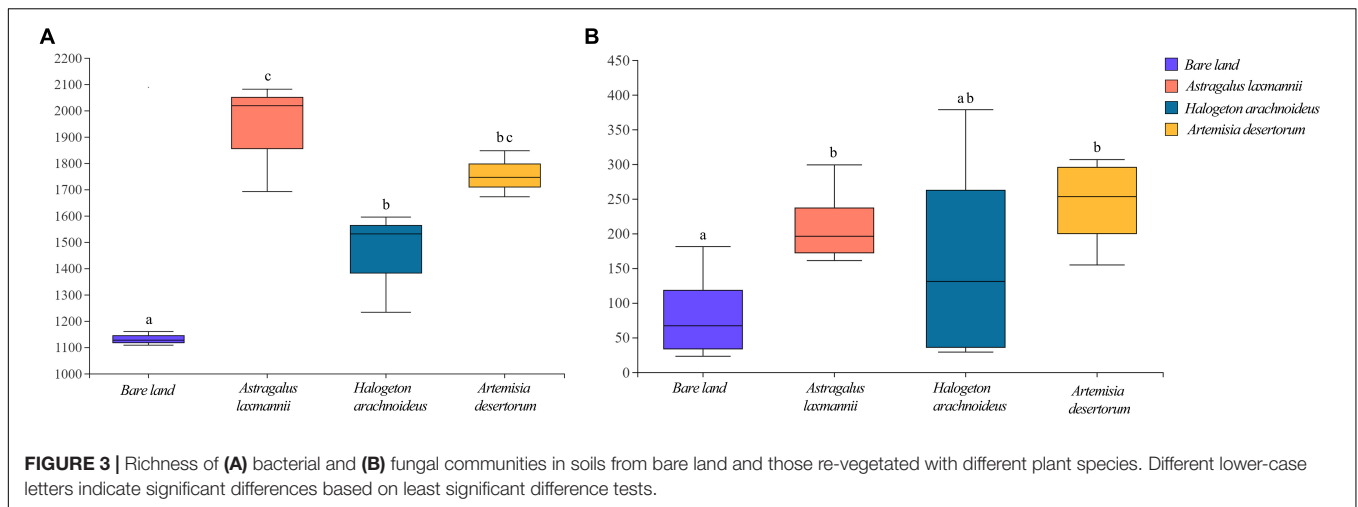 A
2200
2100
2000
1900
1800
1700
1600
1500
1400
1300
1200
1100
1000
a
c
b
b c
Bare land
Astragalus
laxmannii
Halogeton
arachnoideus
Artemisia
desertorum
B
450
400
350
300
250
200
150
100
50
0
a
b
a b
b
Bare land
Astragalus
laxmannii
Halogeton
arachnoideus
Artemisia
desertorum
Bare land
Astragalus laxmannii
Halogeton arachnoideus
Artemisia desertorum
FIGURE 3 | Richness of (A) bacterial and (B) fungal communities in soils from bare land and those re-vegetated with different plant species. Different lower-case
letters indicate significant differences based on least significant difference tests.